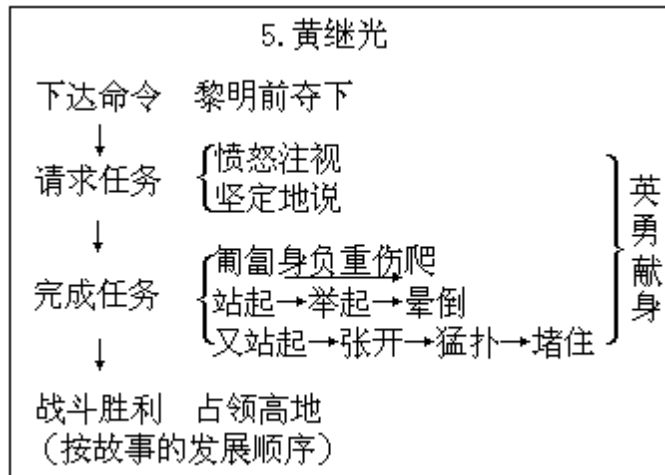 5.黄继光
下达命令 黎明前夺下
↓
请求任务 愤怒注视
坚定地说
↓
完成任务 匍匐身负重伤爬
站起→举起→晕倒
又站起→张开→猛扑→堵住
↓
战斗胜利 占领高地
(按故事的发展顺序)
英勇献身